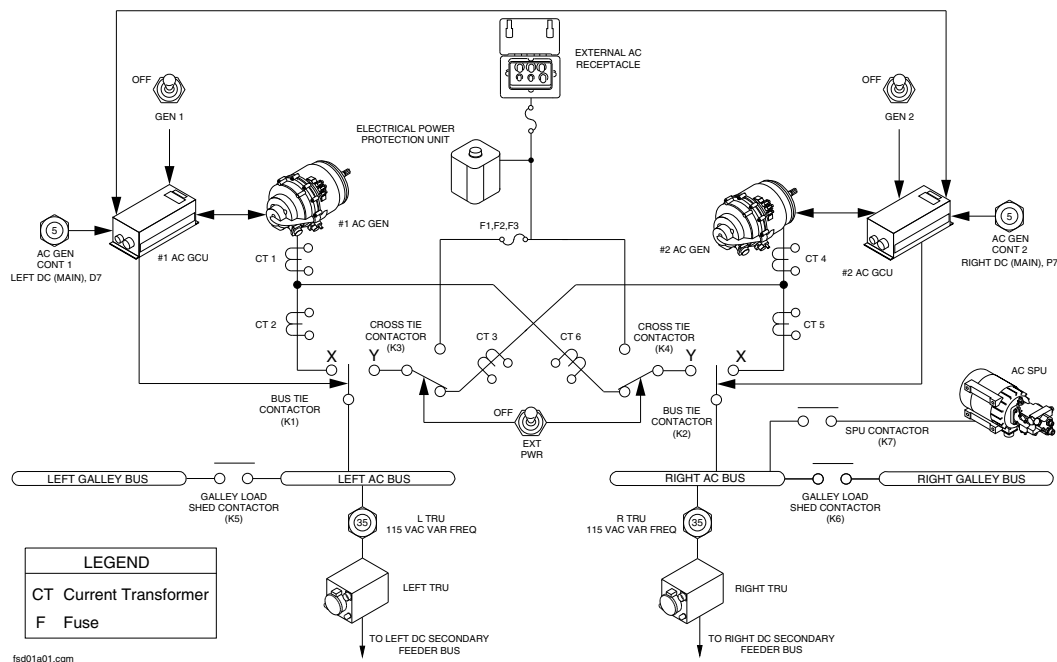 EXTERNAL AC
RECEPTACLE
OFF
GEN 1
OFF
GEN 2
ELECTRICAL POWER
PROTECTION UNIT
5
AC GEN
CONT 1
LEFT DC (MAIN), D7
#1 AC GCU
#1 AC GEN
F1,F2,F3
#2 AC GEN
#2 AC GCU
5
AC GEN
CONT 2
RIGHT DC (MAIN), P7
CT 1
CT 4
CT 2
CROSS TIE
CONTACTOR
(K3)
CT 3
CT 6
CROSS TIE
CONTACTOR
(K4)
CT 5
X
Y
Y
X
BUS TIE
CONTACTOR
(K1)
OFF
EXT
PWR
BUS TIE
CONTACTOR
(K2)
AC SPU
SPU CONTACTOR
(K7)
LEFT GALLEY BUS
LEFT AC BUS
RIGHT AC BUS
RIGHT GALLEY BUS
GALLEY LOAD
SHED CONTACTOR
(K5)
GALLEY LOAD
SHED CONTACTOR
(K6)
35
L TRU
115 VAC VAR FREQ
R TRU
115 VAC VAR FREQ
35
LEGEND
CT Current Transformer
F Fuse
LEFT TRU
RIGHT TRU
TO LEFT DC SECONDARY
FEEDER BUS
TO RIGHT DC SECONDARY
FEEDER BUS
fsd01a01.cgm